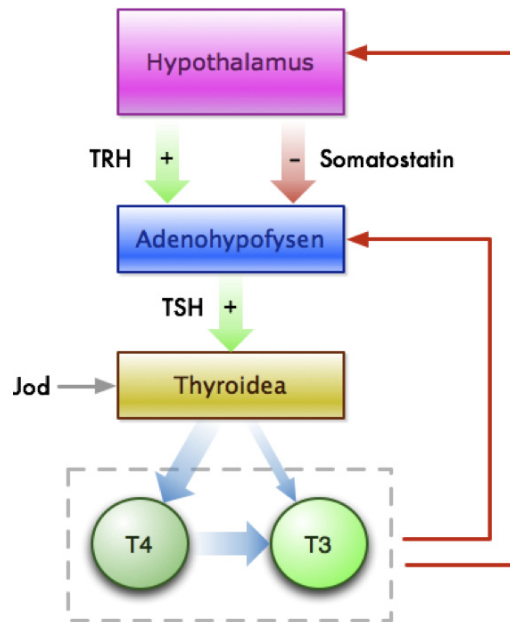 Hypothalamus
TRH + – Somatostatin
Adenohypofysen
TSH +
Jod
Thyroidea
T4 T3